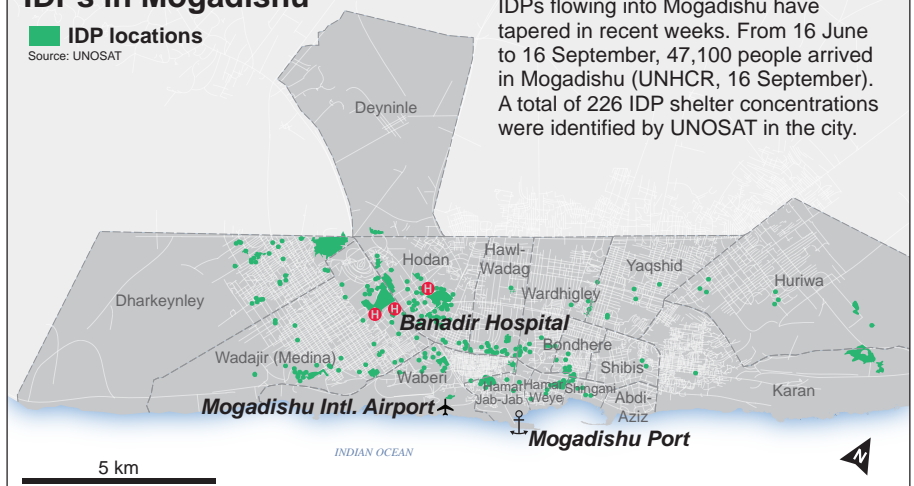 IDPs in Mogadishu
IDP locations
Source: UNOSAT
IDPs flowing into Mogadishu have
tapered in recent weeks. From 16 June
to 16 September, 47,100 people arrived
in Mogadishu (UNHCR, 16 September).
A total of 226 IDP shelter concentrations
were identified by UNOSAT in the city.
Deyninle
Hodan
Hawl-
Wadag
Yaqshid
Huriwa
Dharkeynley
Wardhigley
H
H
H
Banadir Hospital
Bondhere
Wadajir (Medina)
Waberi
Shibis
Hamar
Jab-Jab
Hamar
Weye
Shingani
Abdi-
Aziz
Karan
Mogadishu Intl. Airport
Mogadishu Port
INDIAN OCEAN
N
5 km